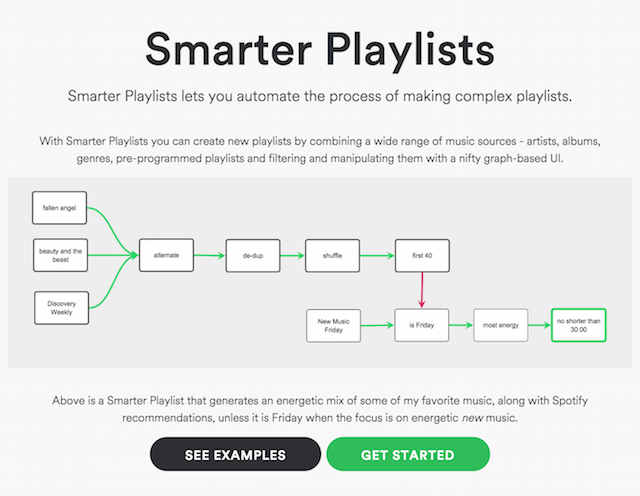 Smarter Playlists
Smarter Playlists lets you automate the process of making complex playlists.
With Smarter Playlists you can create new playlists by combining a wide range of music sources - artists, albums,
genres, pre-programmed playlists and filtering and manipulating them with a nifty graph-based UI.
fallen angel
beauty and the
beast
Discovery
Weekly
alternate
de-dup
shuffle
first 40
New Music
Friday
is Friday
most energy
no shorter than
30:00
Above is a Smarter Playlist that generates an energetic mix of some of my favorite music, along with Spotify
recommendations, unless it is Friday when the focus is on energetic new music.
SEE EXAMPLES
GET STARTED